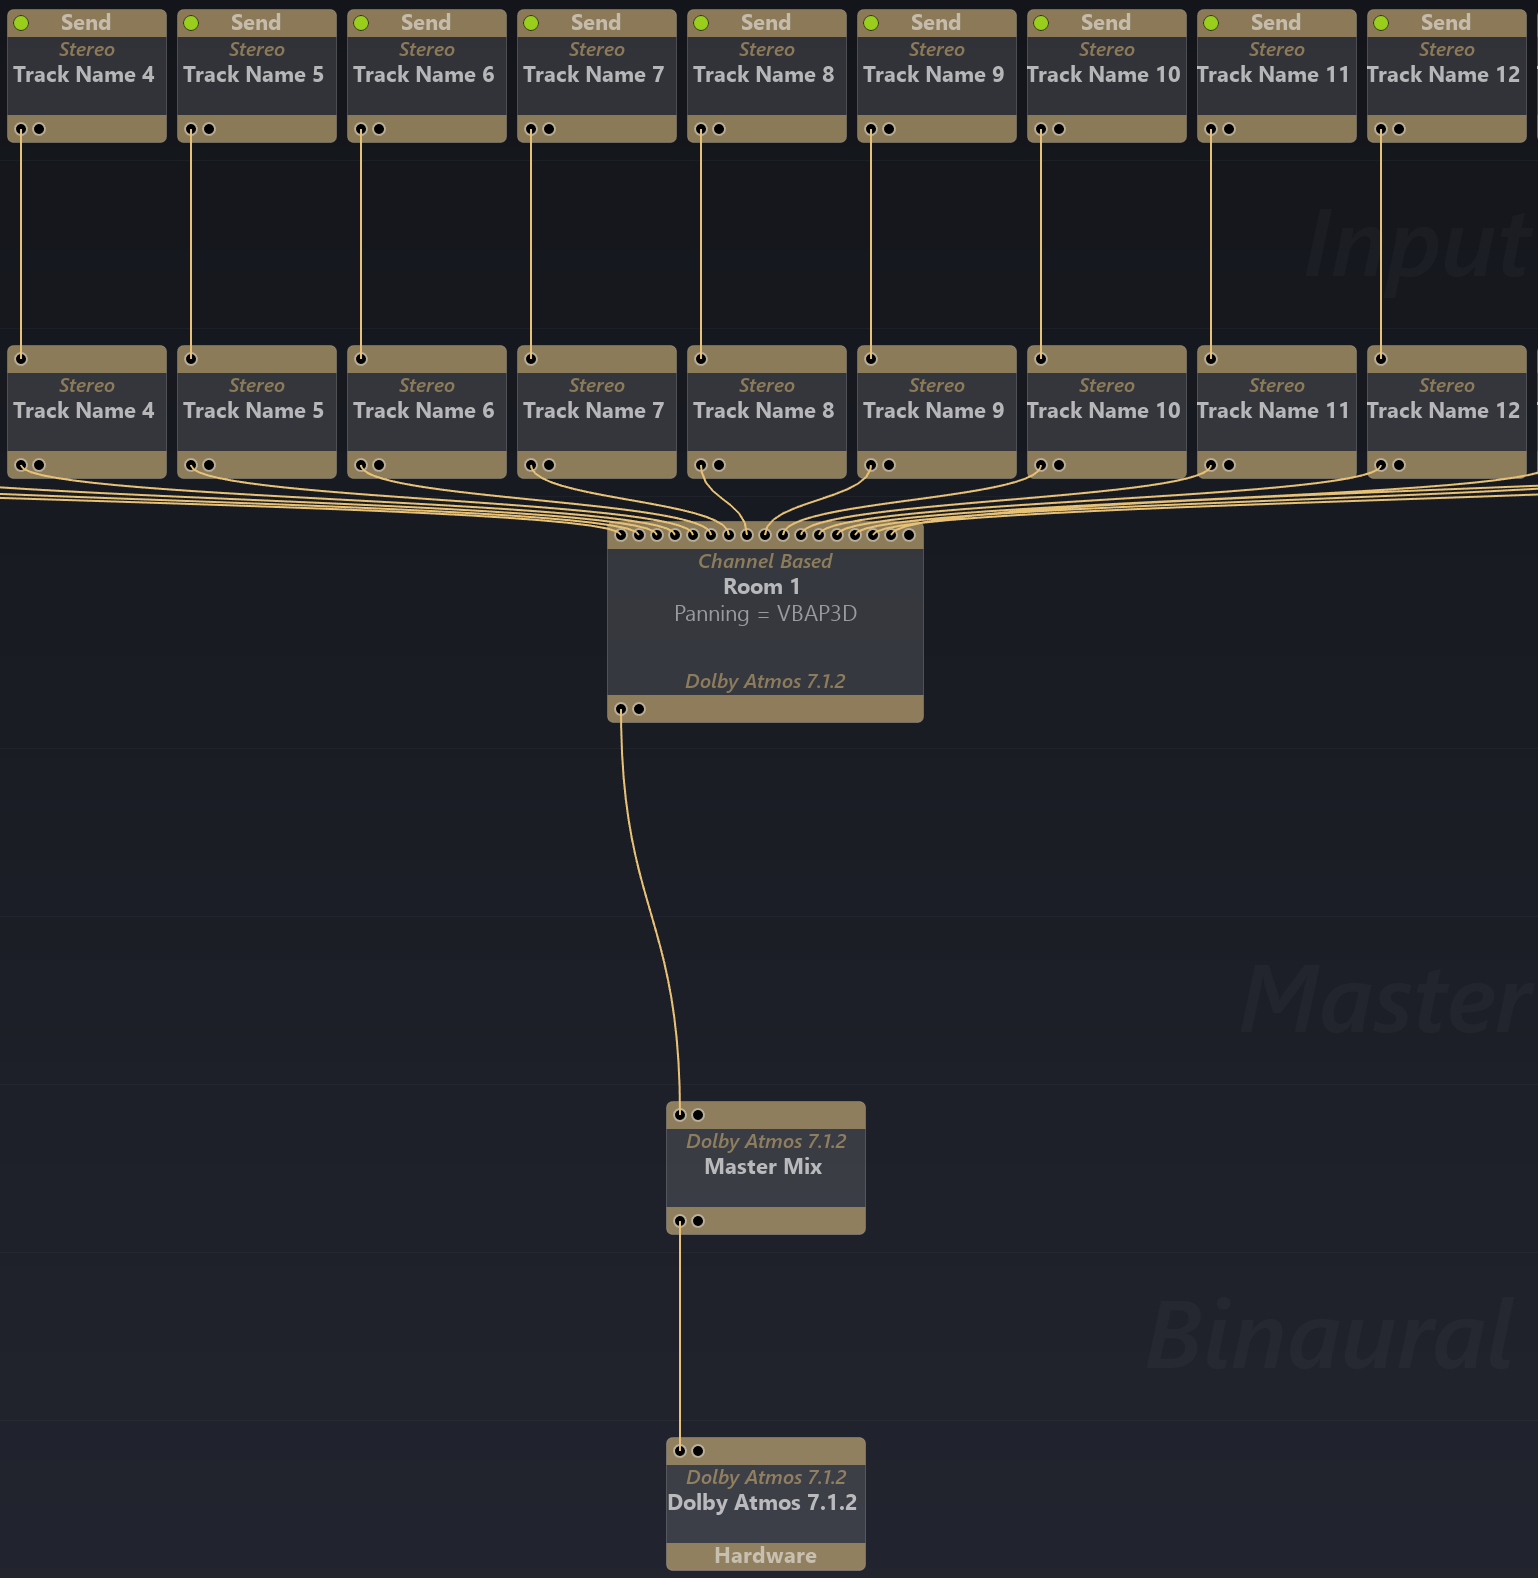 Send Send Send Send Send Send Send Send Send
Stereo Stereo Stereo Stereo Stereo Stereo Stereo Stereo Stereo
Track Name 4 Track Name 5 Track Name 6 Track Name 7 Track Name 8 Track Name 9 Track Name 10 Track Name 11 Track Name 12
Input
Stereo Stereo Stereo Stereo Stereo Stereo Stereo Stereo Stereo
Track Name 4 Track Name 5 Track Name 6 Track Name 7 Track Name 8 Track Name 9 Track Name 10 Track Name 11 Track Name 12
Channel Based
Room 1
Panning = VBAP3D
Dolby Atmos 7.1.2
Master
Dolby Atmos 7.1.2
Master Mix
Binaural
Dolby Atmos 7.1.2
Dolby Atmos 7.1.2
Hardware